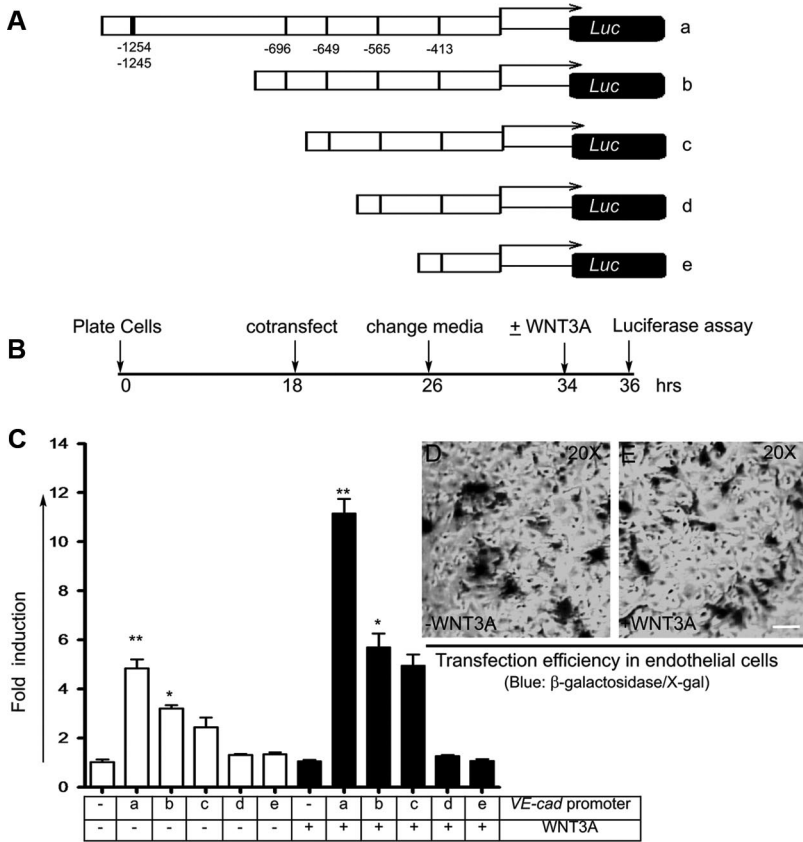 A
Luc a
-1254 -696 -649 -565 -413
-1245
Luc b
Luc c
Luc d
Luc e
B
Plate Cells cotransfect change media ± WNT3A Luciferase assay
0 18 26 34 36 hrs
C
Fold induction
14
12
10
8
6
4
2
0
** * ** *
- a b c d e - a b c d e VE-cad promoter
- - - - - - + + + + + + WNT3A
D 20X
-WNT3A
E 20X
+WNT3A
Transfection efficiency in endothelial cells
(Blue: β-galactosidase/X-gal)